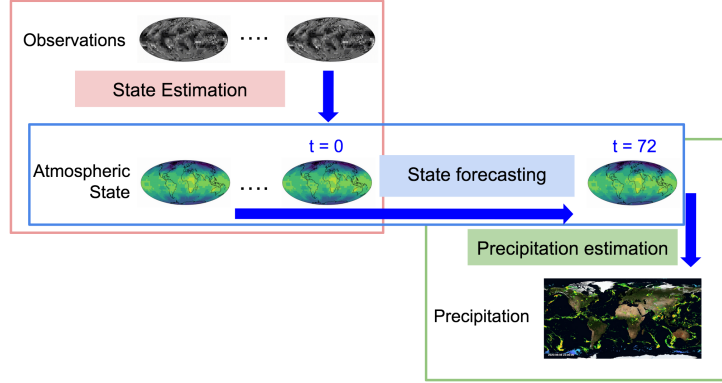 Observations
....
State Estimation
t = 0
t = 72
Atmospheric
State
....
State forecasting
Precipitation estimation
Precipitation